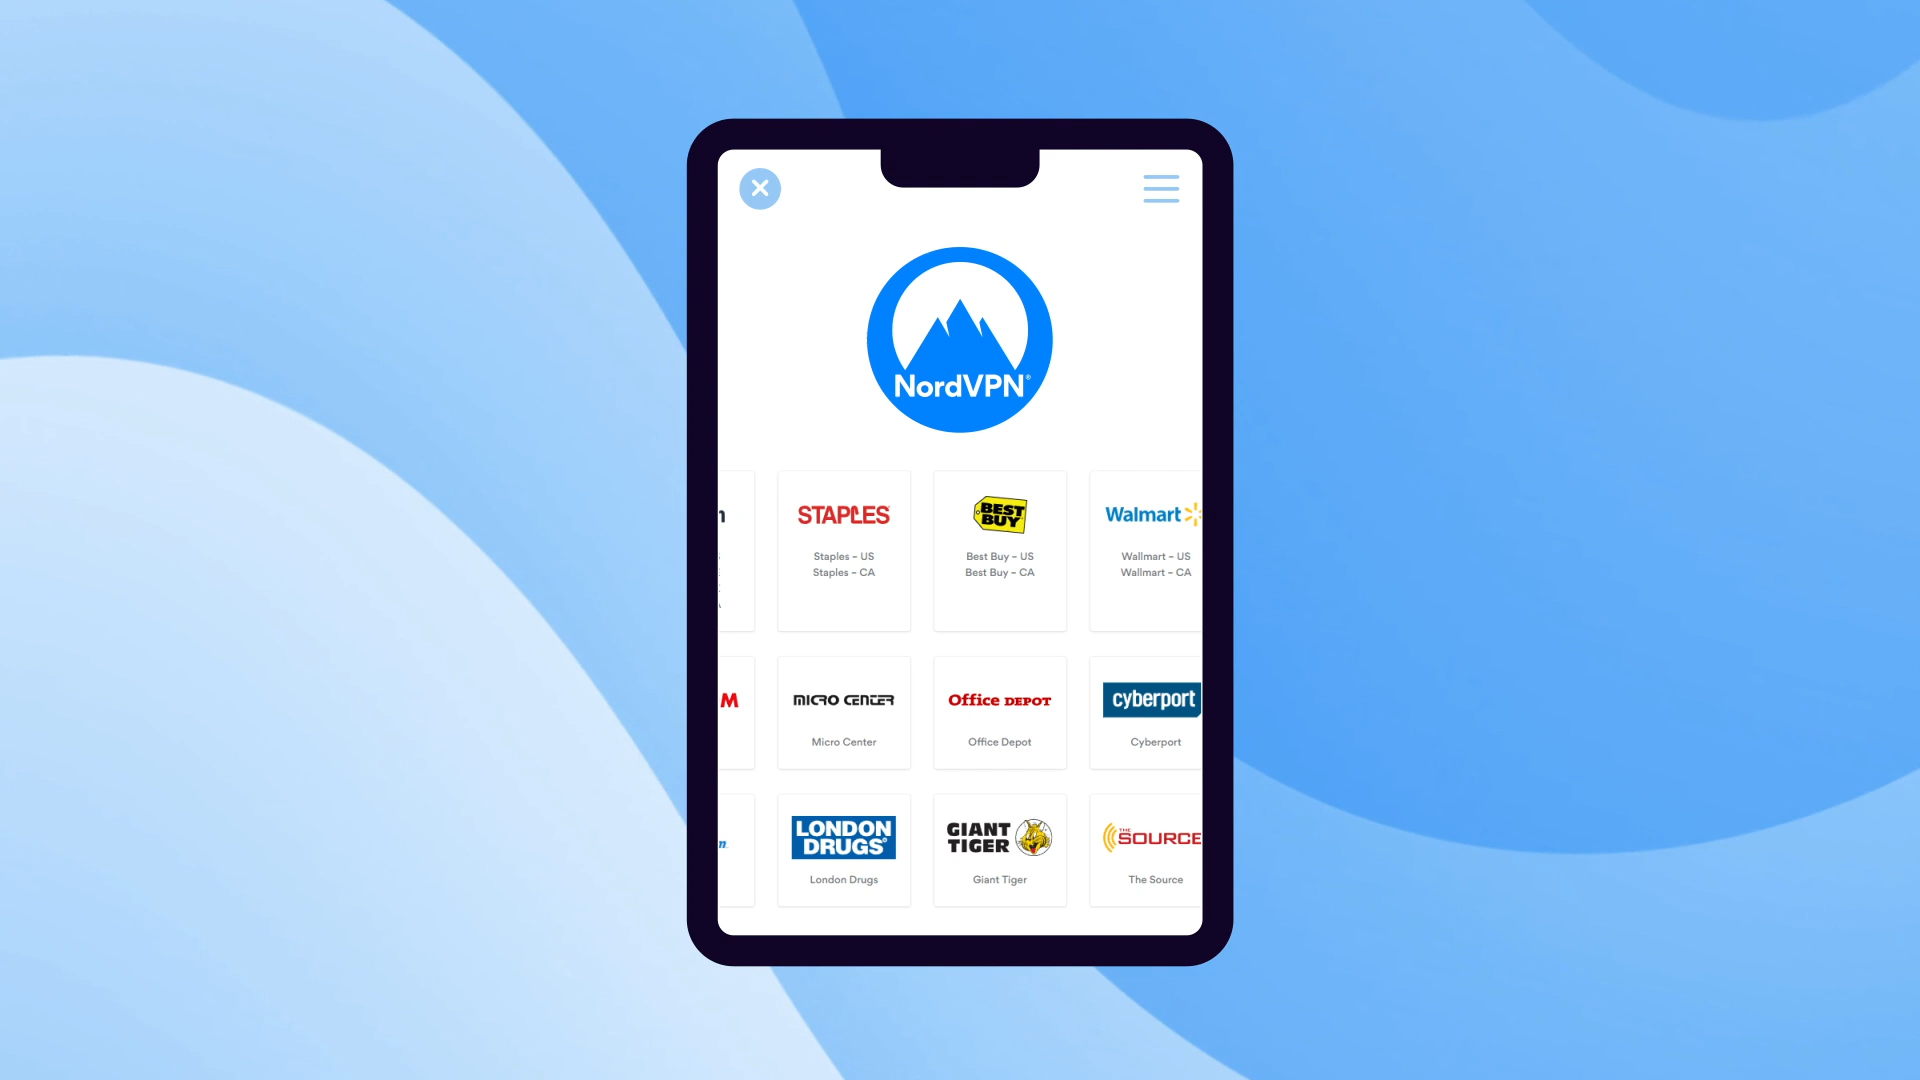 NordVPN®
STAPLES
BEST BUY
Walmart
Staples - US
Staples - CA
Best Buy - US
Best Buy - CA
Wallmart - US
Wallmart - CA
M
MICRO CENTER
Office DEPOT
cyberport
Micro Center
Office Depot
Cyberport
LONDON DRUGS
GIANT TIGER
THE SOURCE
London Drugs
Giant Tiger
The Source